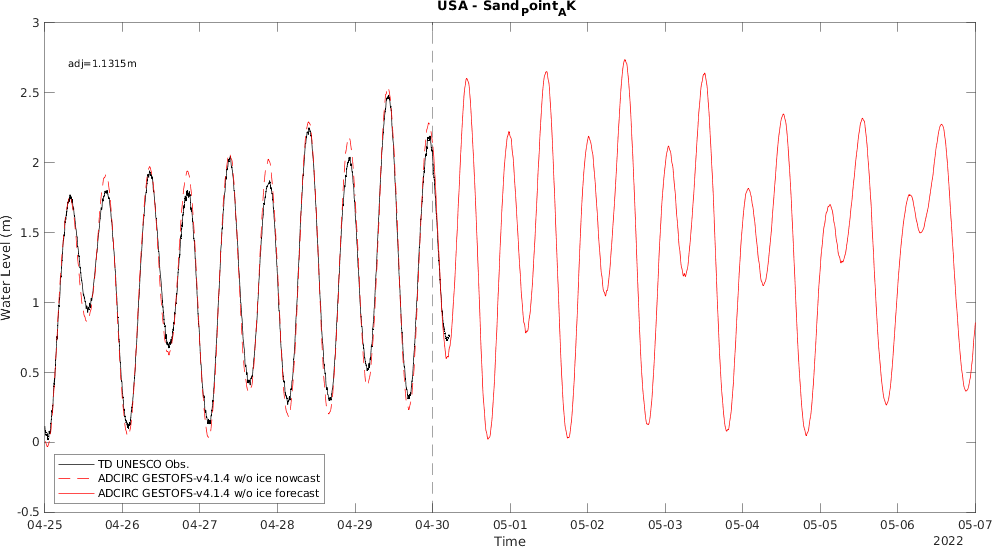 USA - Sand_Point_AK
adj=1.1315m
3
2.5
2
1.5
1
0.5
0
-0.5
Water Level (m)
TD UNESCO Obs.
ADCIRC GESTOFS-v4.1.4 w/o ice nowcast
ADCIRC GESTOFS-v4.1.4 w/o ice forecast
04-25 04-26 04-27 04-28 04-29 04-30 05-01 05-02 05-03 05-04 05-05 05-06 05-07
Time
2022